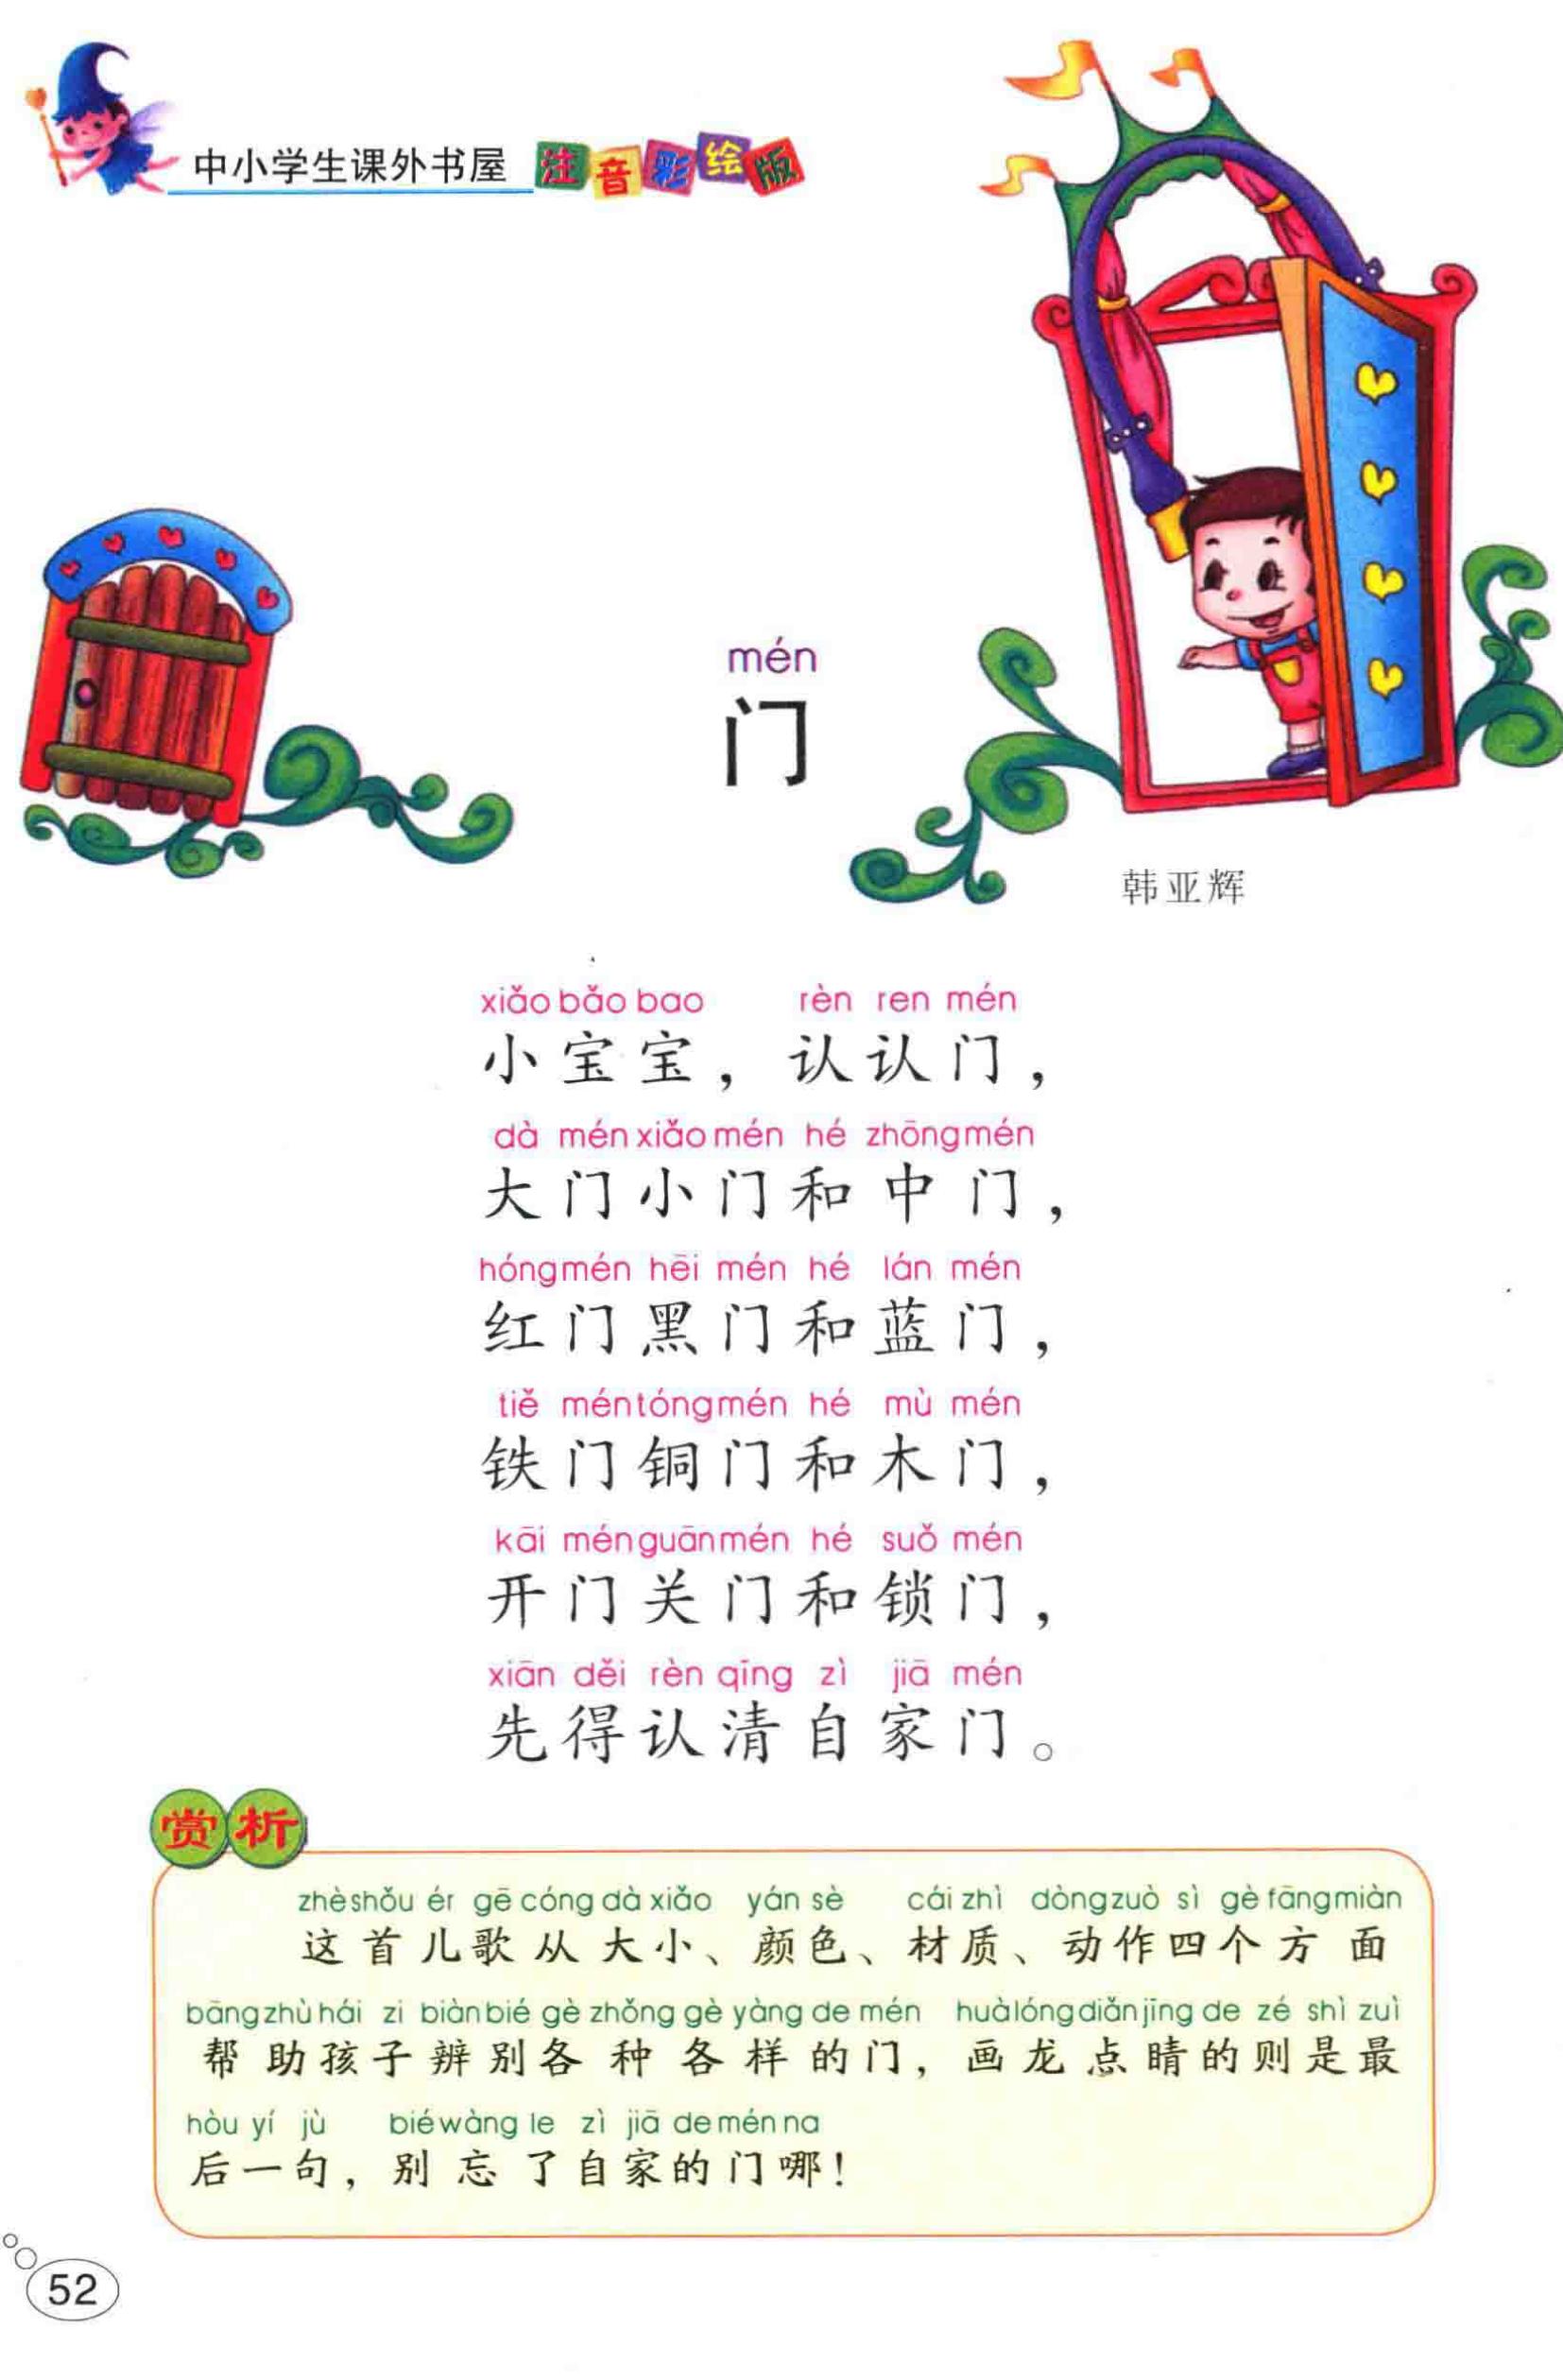 中小学生课外书屋 注音彩绘版
mén
门
韩亚辉
xiǎo bǎo bao rèn ren mén
小宝宝，认认门，
dà mén xiǎo mén hé zhōng mén
大门小门和中门，
hóng mén hēi mén hé lán mén
红门黑门和蓝门，
tiě mén tóng mén hé mù mén
铁门铜门和木门，
kāi mén guān mén hé suǒ mén
开门关门和锁门，
xiān děi rèn qīng zì jiā mén
先得认清自家门。
赏析
zhè shǒu ér gē cóng dà xiǎo yán sè cái zhì dòng zuò sì gè fāng miàn
这首儿歌从大小、颜色、材质、动作四个方面
bāng zhù hái zi biàn bié gè zhǒng gè yàng de mén huà lóng diǎn jīng de zé shì zuì
帮助孩子辨别各种各样的门，画龙点睛的则是最
hòu yí jù bié wàng le zì jiā de mén na
后一句，别忘了自家的门哪！
52